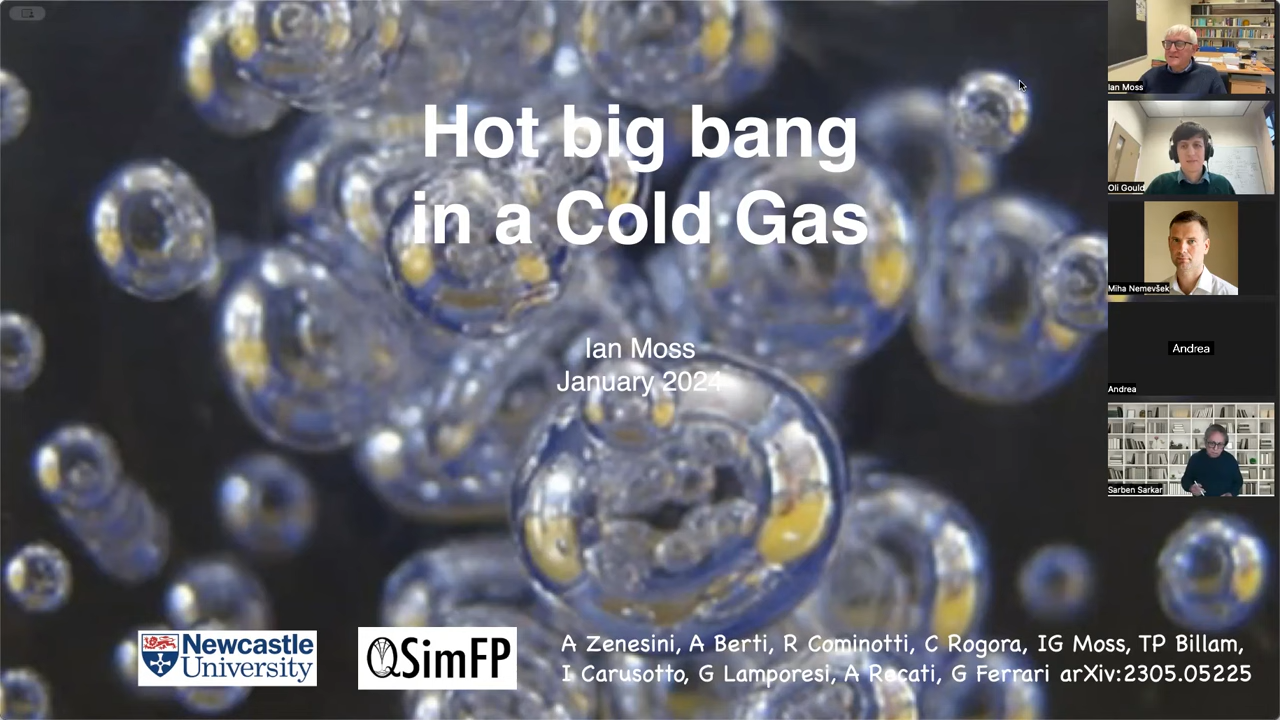 Hot big bang
in a Cold Gas
Ian Moss
January 2024
Newcastle
University
QSimFP
A Zenesini, A Berti, R Cominotti, C Rogora, IG Moss, TP Billam,
I Carusotto, G Lamporesi, A Recati, G Ferrari arXiv:2305.05225
Ian Moss
Oli Gould
Miha Nemevšek
Andrea
Andrea
Sarben Sarkar